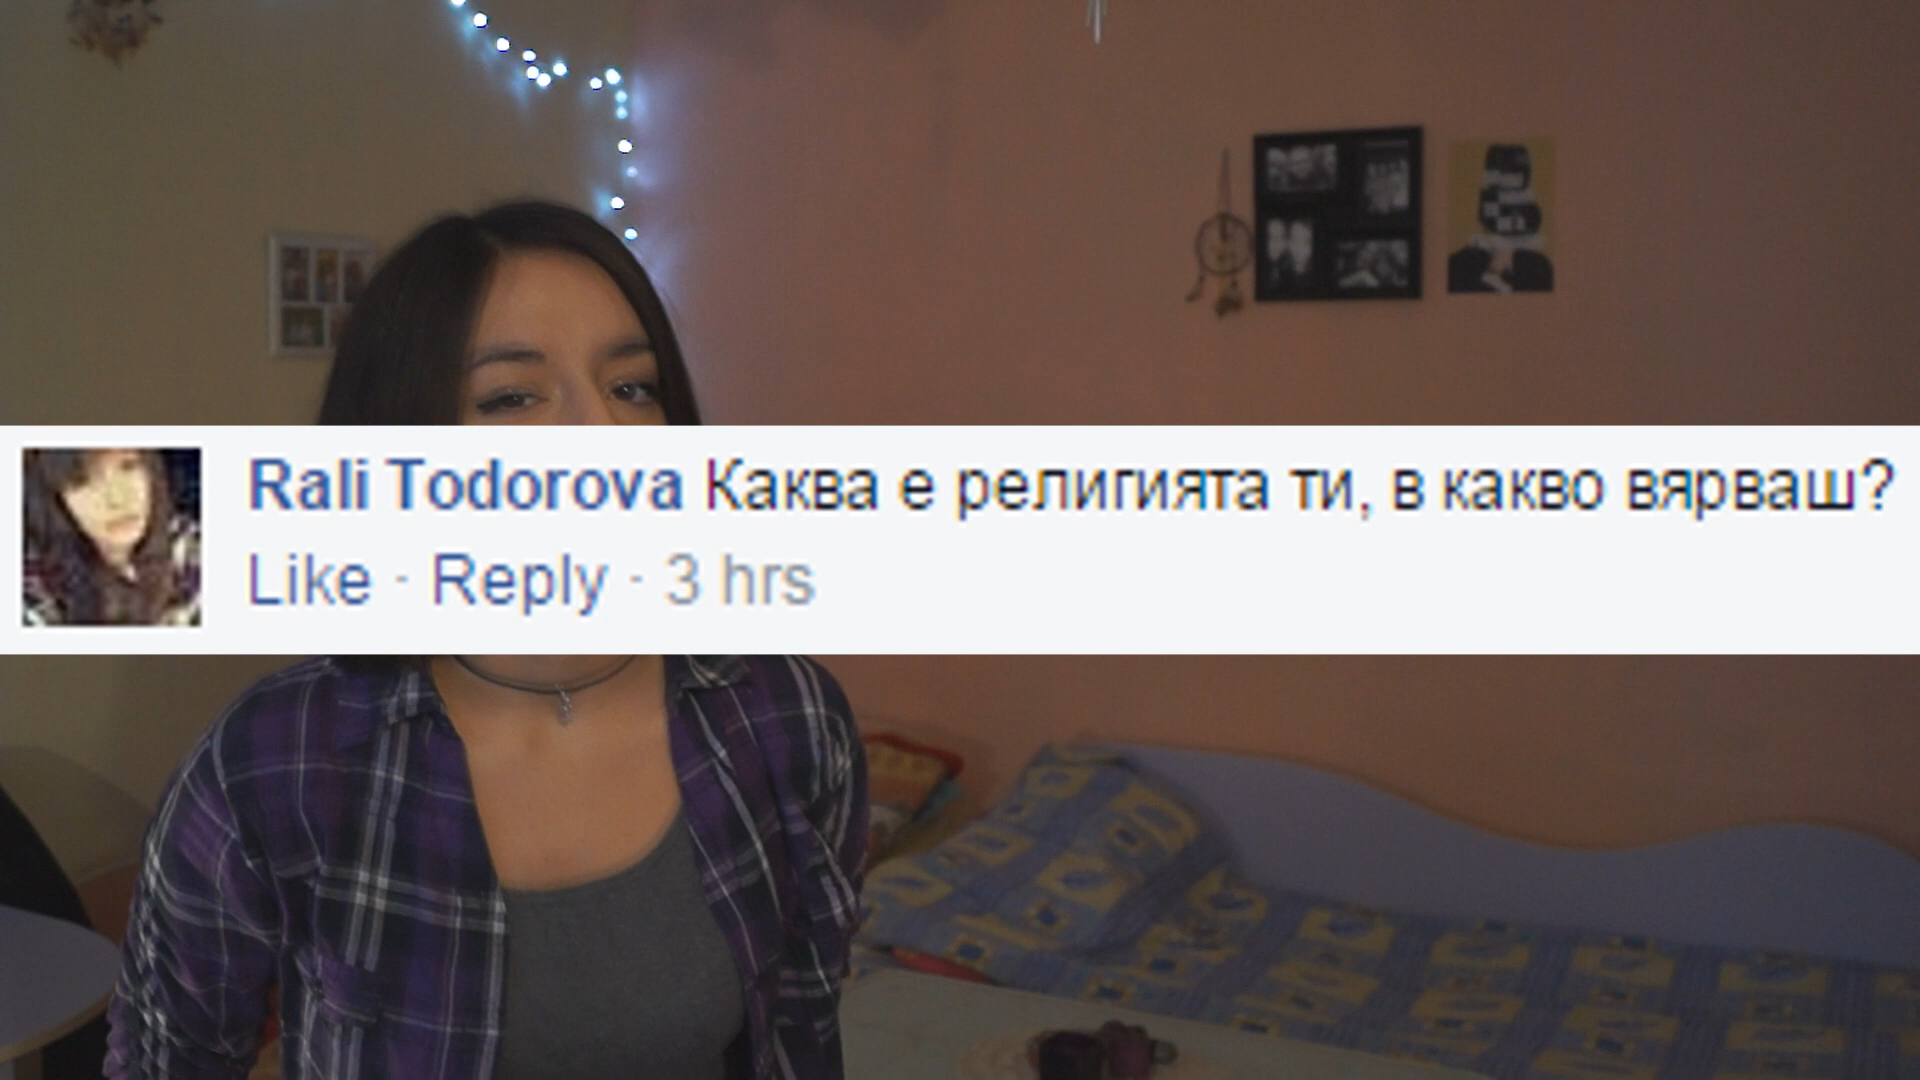 Rali Todorova Каква е религията ти, в какво вярваш?
Like · Reply · 3 hrs